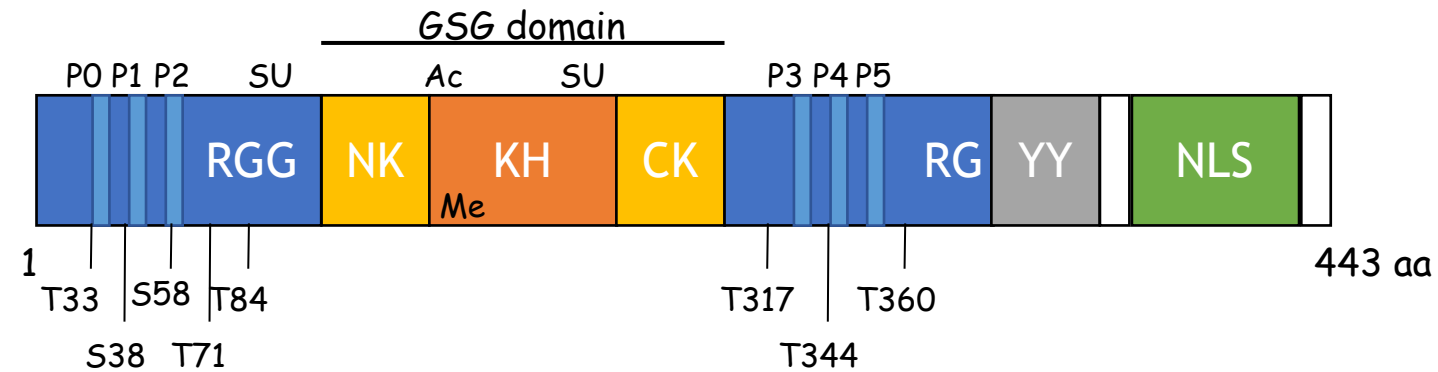 GSG domain
P0 P1 P2 SU Ac SU P3 P4 P5
RGG NK KH CK RG YY NLS
Me
1 443 aa
T33 S58 T84 T317 T360
S38 T71 T344